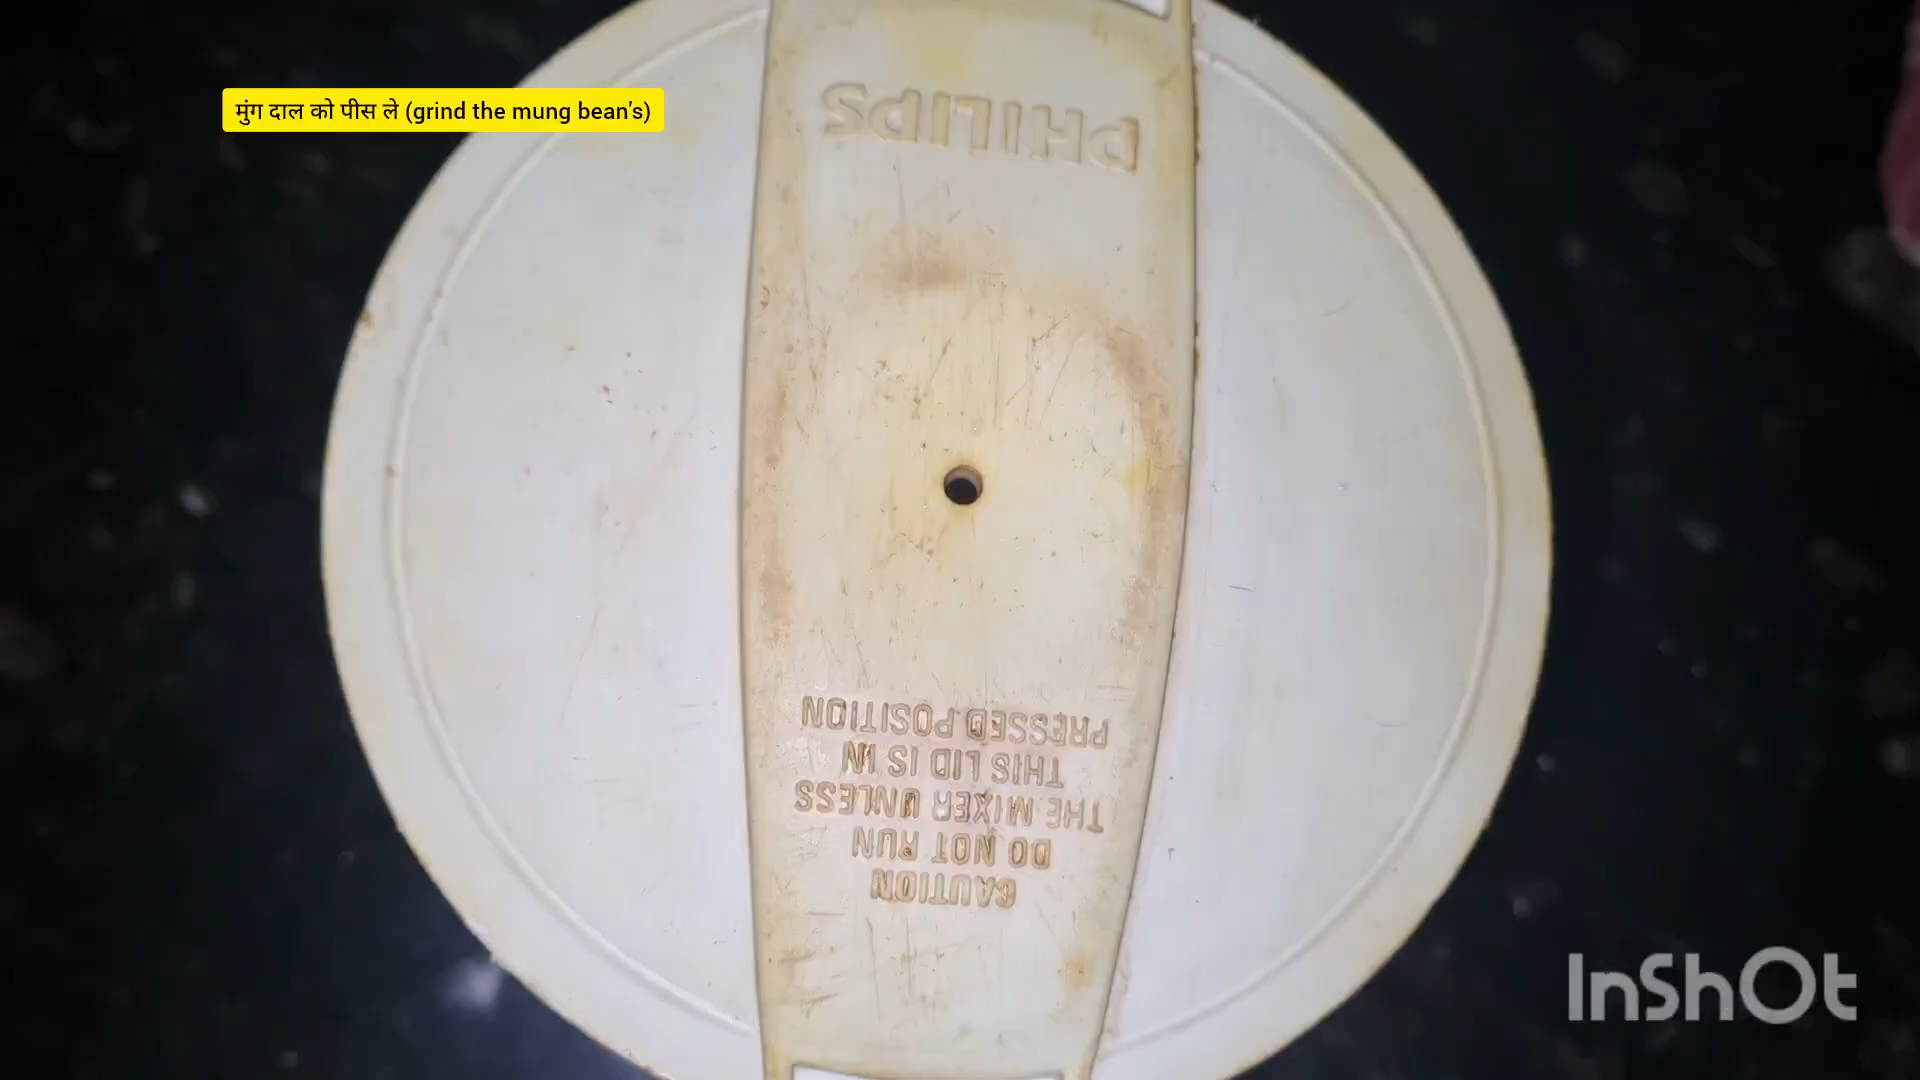 मुंग दाल को पीस ले (grind the mung bean's)
PHILIPS
CAUTION
DO NOT RUN
THE MIXER UNLESS
THIS LID IS IN
PRESSED POSITION
InShOt